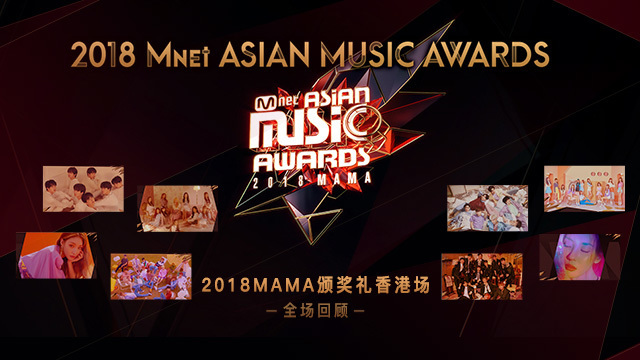 2018 MNET ASIAN MUSIC AWARDS
Mnet ASIAN
MUSIC
AWARDS
2018 MAMA
2018MAMA颁奖礼香港场
—全场回顾—